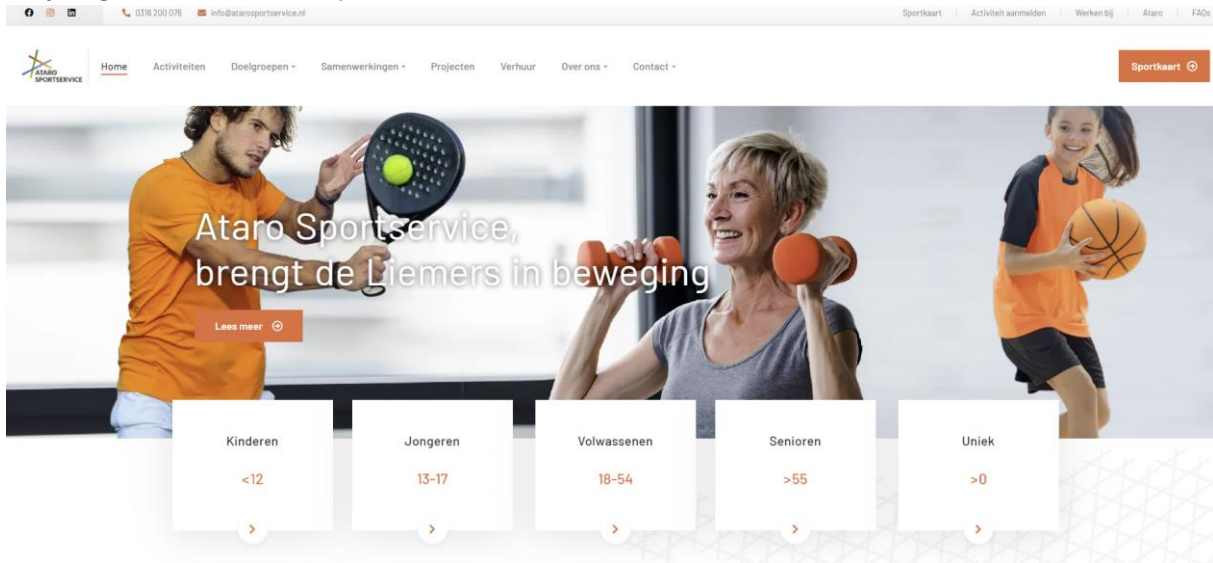 0316 200 076 info@atarosportservice.nl Sportkaart Activiteit aanmelden Werken bij Ataro FAQs
ATARO
SPORTSERVICE
Home Activiteiten Doelgroepen Samenwerkingen Projecten Verhuur Over ons Contact Sportkaart
Ataro Sportservice,
brengt de Liemers in beweging
Lees meer
Kinderen Jongeren Volwassenen Senioren Uniek
<12 13-17 18-54 >55 >0